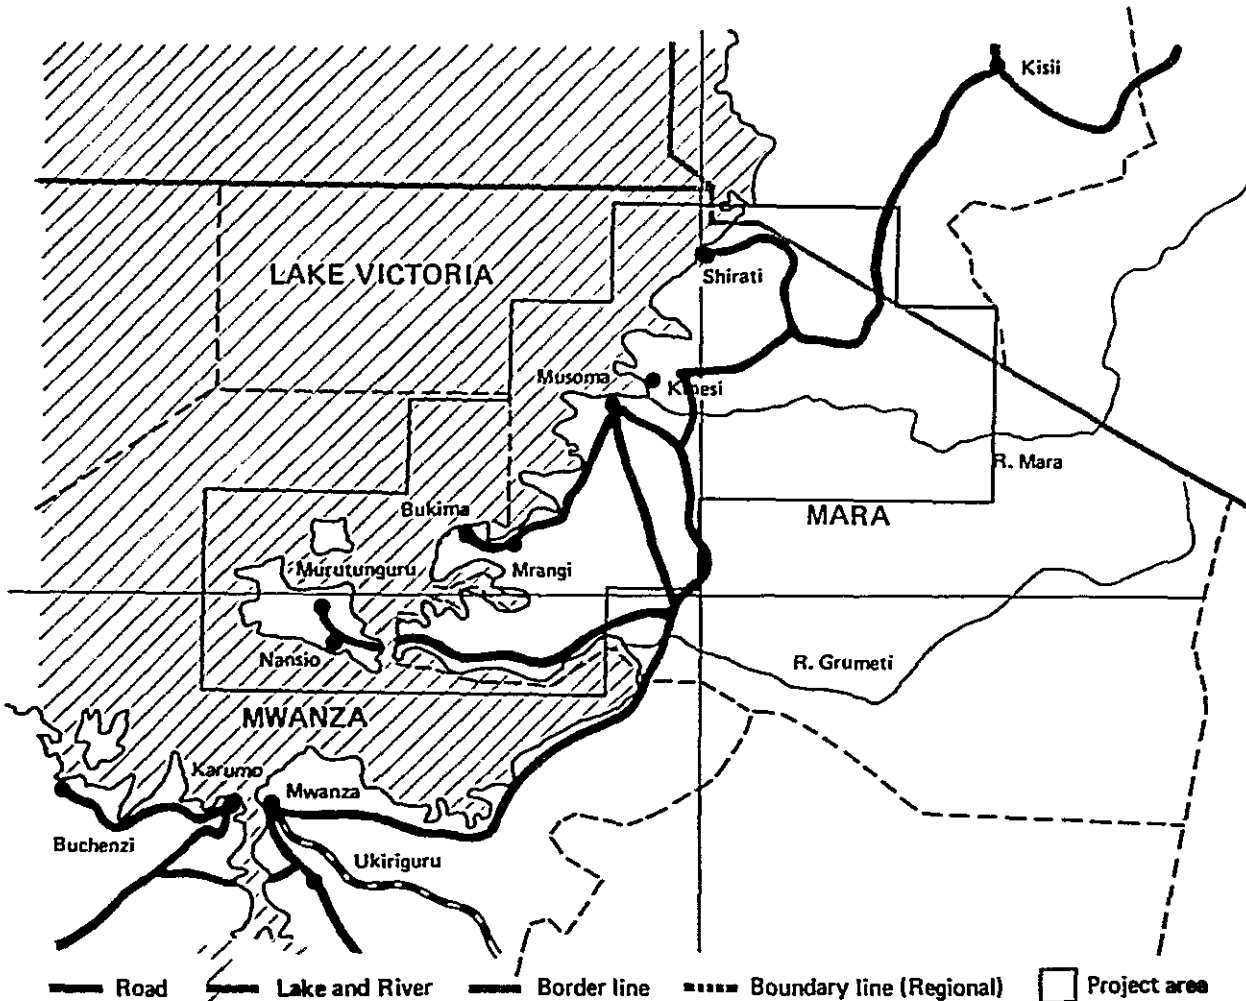 Kisii
LAKE VICTORIA
Shirati
Musoma
R. Mara
Bukima
MARA
Mrangi
Murutunguru
Nansio
R. Grumeti
MWANZA
Karumo
Mwanza
Buchenzi
Ukiriguru
Road
Lake and River
Border line
Boundary line (Regional)
Project area